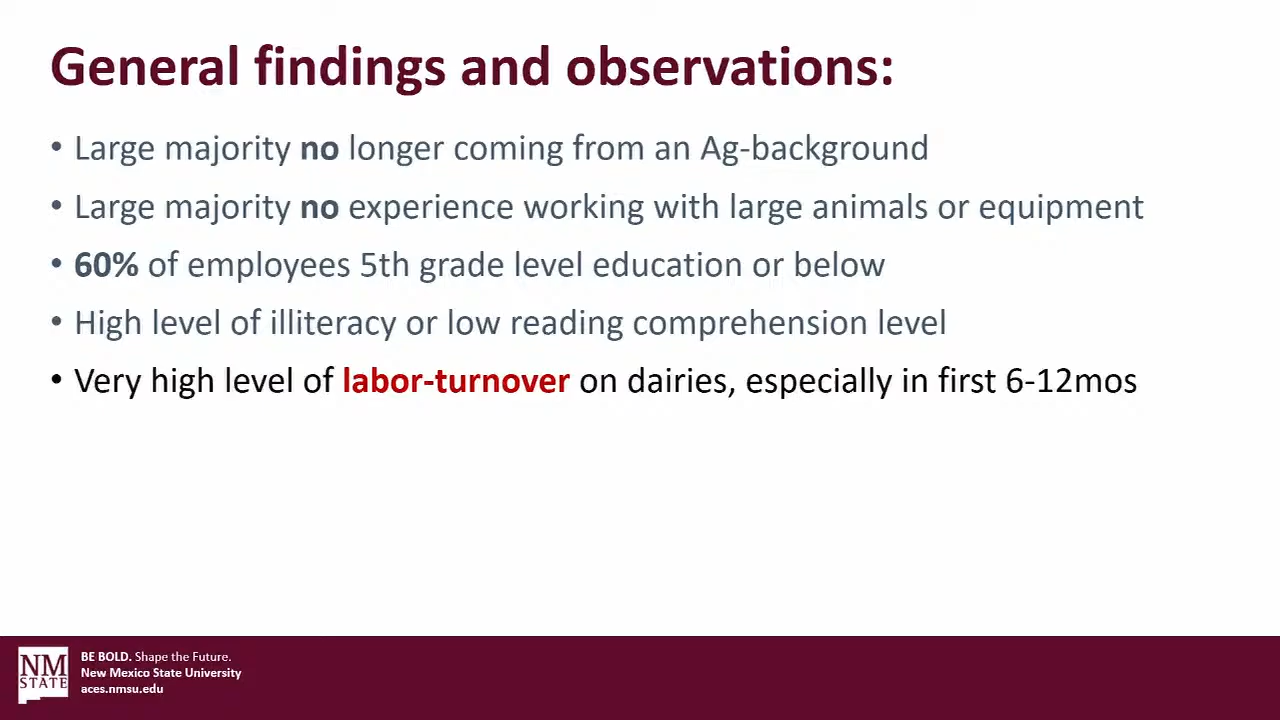 General findings and observations:
• Large majority no longer coming from an Ag-background
• Large majority no experience working with large animals or equipment
• 60% of employees 5th grade level education or below
• High level of illiteracy or low reading comprehension level
• Very high level of labor-turnover on dairies, especially in first 6-12mos
NM
STATE
BE BOLD. Shape the Future.
New Mexico State University
aces.nmsu.edu